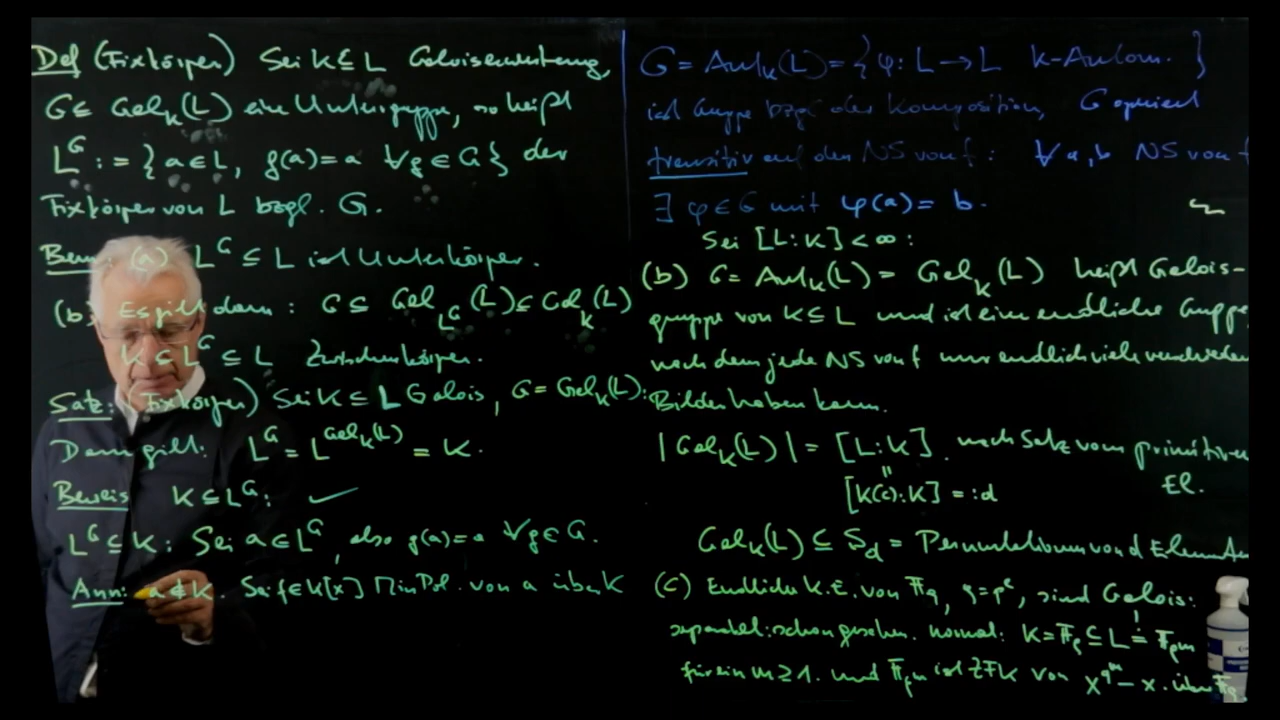 Def (Fixkörper) Sei K ⊆ L Galoiserweiterung,
G ⊆ Gal_K(L) eine Untergruppe, so heißt
L^G := { a ∈ L, g(a) = a ∀ g ∈ G } der
Fixkörper von L bzgl. G.
Bem (a) L^G ⊆ L ist Unterkörper.
(b) Es gilt dann: G ⊆ Gal_{L^G}(L) ⊆ Gal_K(L)
K ⊆ L^G ⊆ L Zwischenkörper.
Satz: (Fixkörper) Sei K ⊆ L Galois, G = Gal_K(L).
Dann gilt: L^G = L^{Gal_K(L)} = K.
Beweis K ⊆ L^G: ✓
L^G ⊆ K: Sei a ∈ L^G, also g(a) = a ∀ g ∈ G.
Ann: a ∉ K. Sei f ∈ K[x] MinPol. von a über K
G = Aut_K(L) = { φ: L → L K-Autom. }
ist Gruppe bzgl der Komposition, G operiert
transitiv auf den NS von f: ∀ a, b NS von f
∃ φ ∈ G mit φ(a) = b.
Sei [L:K] < ∞:
(b) G = Aut_K(L) = Gal_K(L) heißt Galois-
gruppe von K ⊆ L und ist eine endliche Gruppe
nach dem jede NS von f nur endlich viele verschieden
Bilder haben kann.
|Gal_K(L)| = [L:K], nach Satz vom primitiven
El.
"
[K(c):K] =: d
Gal_K(L) ⊆ S_d = Permutationen von d Elementen
(C) Endliche K.E. von F_q, q = p^e, sind Galois:
separabel: schon gesehen. normal: K = F_q ⊆ L = F_{q^m}
für ein m ≥ 1. und F_{q^m} ist ZFK von x^{q^m} - x. über F_q